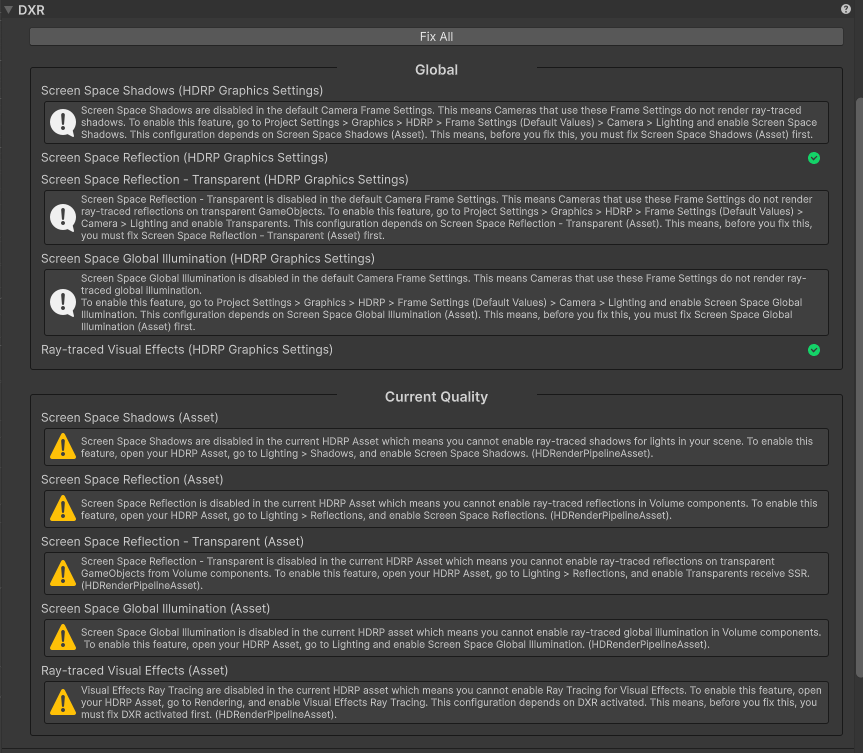 DXR
Fix All
Global
Screen Space Shadows (HDRP Graphics Settings)
Screen Space Shadows are disabled in the default Camera Frame Settings. This means Cameras that use these Frame Settings do not render ray-traced
shadows. To enable this feature, go to Project Settings > Graphics > HDRP > Frame Settings (Default Values) > Camera > Lighting and enable Screen Space
Shadows. This configuration depends on Screen Space Shadows (Asset). This means, before you fix this, you must fix Screen Space Shadows (Asset) first.
Screen Space Reflection (HDRP Graphics Settings)
Screen Space Reflection - Transparent (HDRP Graphics Settings)
Screen Space Reflection - Transparent is disabled in the default Camera Frame Settings. This means Cameras that use these Frame Settings do not render
ray-traced reflections on transparent GameObjects. To enable this feature, go to Project Settings > Graphics > HDRP > Frame Settings (Default Values) >
Camera > Lighting and enable Transparents. This configuration depends on Screen Space Reflection - Transparent (Asset). This means, before you fix this,
you must fix Screen Space Reflection - Transparent (Asset) first.
Screen Space Global Illumination (HDRP Graphics Settings)
Screen Space Global Illumination is disabled in the default Camera Frame Settings. This means Cameras that use these Frame Settings do not render ray-
traced global illumination.
To enable this feature, go to Project Settings > Graphics > HDRP > Frame Settings (Default Values) > Camera > Lighting and enable Screen Space Global
Illumination. This configuration depends on Screen Space Global Illumination (Asset). This means, before you fix this, you must fix Screen Space Global
Illumination (Asset) first.
Ray-traced Visual Effects (HDRP Graphics Settings)
Current Quality
Screen Space Shadows (Asset)
Screen Space Shadows are disabled in the current HDRP Asset which means you cannot enable ray-traced shadows for lights in your scene. To enable this
feature, open your HDRP Asset, go to Lighting > Shadows, and enable Screen Space Shadows. (HDRenderPipelineAsset).
Screen Space Reflection (Asset)
Screen Space Reflection is disabled in the current HDRP Asset which means you cannot enable ray-traced reflections in Volume components. To enable this
feature, open your HDRP Asset, go to Lighting > Reflections, and enable Screen Space Reflections. (HDRenderPipelineAsset).
Screen Space Reflection - Transparent (Asset)
Screen Space Reflection - Transparent is disabled in the current HDRP Asset which means you cannot enable ray-traced reflections on transparent
GameObjects from Volume components. To enable this feature, open your HDRP Asset, go to Lighting > Reflections, and enable Transparents receive SSR.
(HDRenderPipelineAsset).
Screen Space Global Illumination (Asset)
Screen Space Global Illumination is disabled in the current HDRP asset which means you cannot enable ray-traced global illumination in Volume components.
To enable this feature, open your HDRP Asset, go to Lighting and enable Screen Space Global Illumination. (HDRenderPipelineAsset).
Ray-traced Visual Effects (Asset)
Visual Effects Ray Tracing are disabled in the current HDRP asset which means you cannot enable Ray Tracing for Visual Effects. To enable this feature, open
your HDRP Asset, go to Rendering, and enable Visual Effects Ray Tracing. This configuration depends on DXR activated. This means, before you fix this, you
must fix DXR activated first. (HDRenderPipelineAsset).